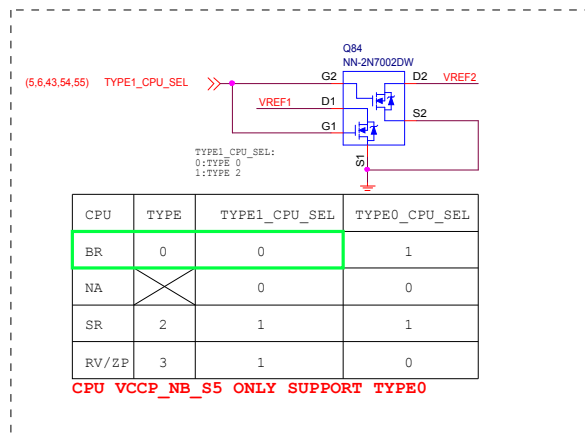 Q84
NN-2N7002DW
(5,6,43,54,55) TYPE1_CPU_SEL G2 D2 VREF2
VREF1 D1 S2
G1
TYPE1_CPU_SEL:
0:TYPE 0
1:TYPE 2
S1
CPU TYPE TYPE1_CPU_SEL TYPE0_CPU_SEL
BR 0 0 1
NA 0 0
SR 2 1 1
RV/ZP 3 1 0
CPU VCCP_NB_S5 ONLY SUPPORT TYPE0